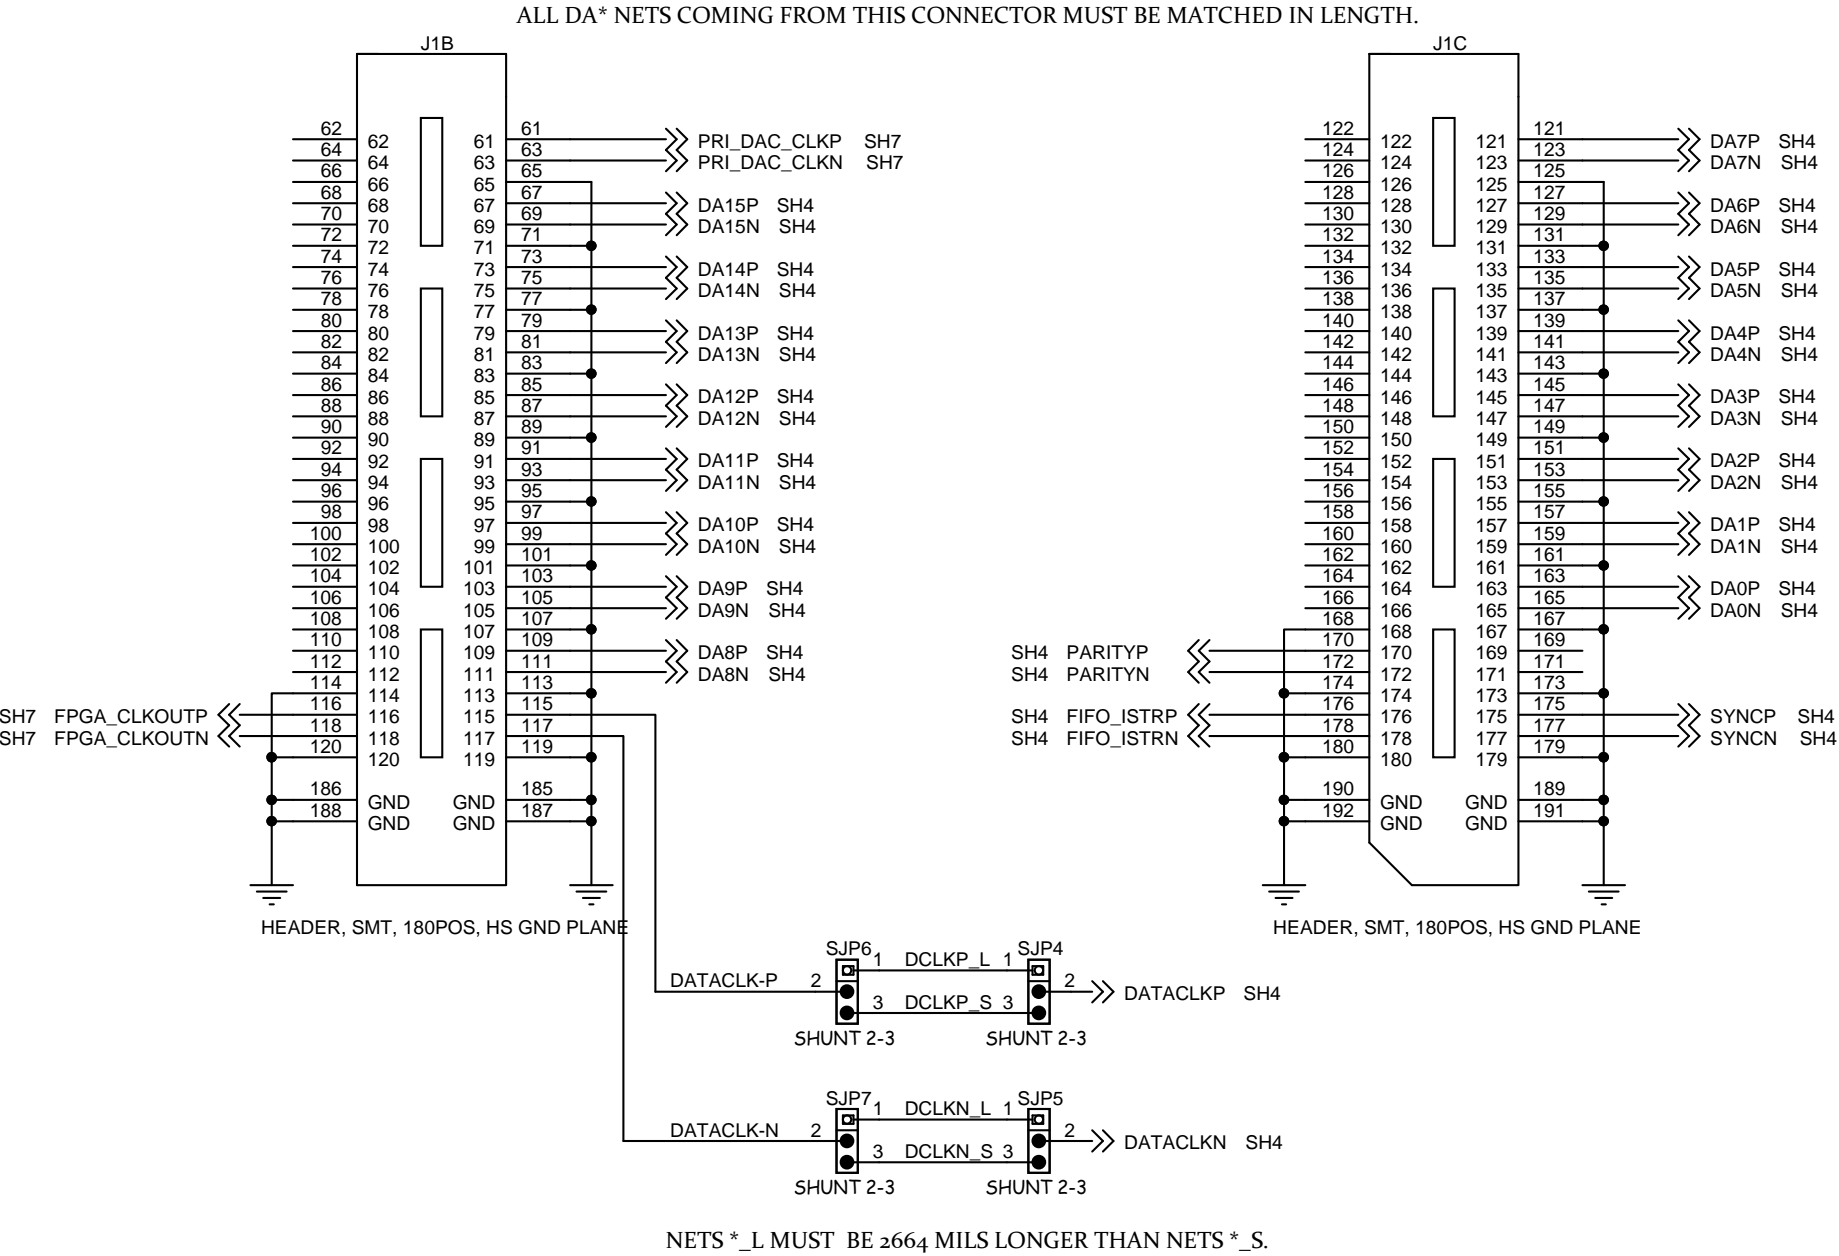 ALL DA* NETS COMING FROM THIS CONNECTOR MUST BE MATCHED IN LENGTH.
J1B
62 62 61 61 PRI_DAC_CLKP SH7
64 64 63 63 PRI_DAC_CLKN SH7
66 66 65 65
68 68 67 67 DA15P SH4
70 70 69 69 DA15N SH4
72 72 71 71
74 74 73 73 DA14P SH4
76 76 75 75 DA14N SH4
78 78 77 77
80 80 79 79 DA13P SH4
82 82 81 81 DA13N SH4
84 84 83 83
86 86 85 85 DA12P SH4
88 88 87 87 DA12N SH4
90 90 89 89
92 92 91 91 DA11P SH4
94 94 93 93 DA11N SH4
96 96 95 95
98 98 97 97 DA10P SH4
100 100 99 99 DA10N SH4
102 102 101 101
104 104 103 103 DA9P SH4
106 106 105 105 DA9N SH4
108 108 107 107
110 110 109 109 DA8P SH4
112 112 111 111 DA8N SH4
114 114 113 113
SH7 FPGA_CLKOUTP 116 116 115 115
SH7 FPGA_CLKOUTN 118 118 117 117
120 120 119 119
186 GND GND 185
188 GND GND 187
HEADER, SMT, 180POS, HS GND PLANE
J1C
122 122 121 121 DA7P SH4
124 124 123 123 DA7N SH4
126 126 125 125
128 128 127 127 DA6P SH4
130 130 129 129 DA6N SH4
132 132 131 131
134 134 133 133 DA5P SH4
136 136 135 135 DA5N SH4
138 138 137 137
140 140 139 139 DA4P SH4
142 142 141 141 DA4N SH4
144 144 143 143
146 146 145 145 DA3P SH4
148 148 147 147 DA3N SH4
150 150 149 149
152 152 151 151 DA2P SH4
154 154 153 153 DA2N SH4
156 156 155 155
158 158 157 157 DA1P SH4
160 160 159 159 DA1N SH4
162 162 161 161
164 164 163 163 DA0P SH4
166 166 165 165 DA0N SH4
168 168 167 167
SH4 PARITYP 170 170 169 169
SH4 PARITYN 172 172 171 171
174 174 173 173
SH4 FIFO_ISTRP 176 176 175 175 SYNCP SH4
SH4 FIFO_ISTRN 178 178 177 177 SYNCN SH4
180 180 179 179
190 GND GND 189
192 GND GND 191
HEADER, SMT, 180POS, HS GND PLANE
SJP6 SJP4
1 DCLKP_L 1
DATACLK-P 2 2 DATACLKP SH4
3 DCLKP_S 3
SHUNT 2-3 SHUNT 2-3
SJP7 SJP5
1 DCLKN_L 1
DATACLK-N 2 2 DATACLKN SH4
3 DCLKN_S 3
SHUNT 2-3 SHUNT 2-3
NETS *_L MUST BE 2664 MILS LONGER THAN NETS *_S.